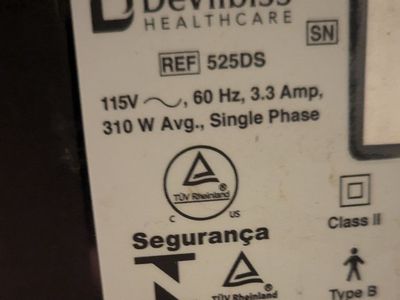 DeVilbiss
HEALTHCARE
SN
REF 525DS
115V ~, 60 Hz, 3.3 Amp,
310 W Avg., Single Phase
TÜV Rheinland ®
C US
Class II
Segurança
TÜV Rheinland
Type B